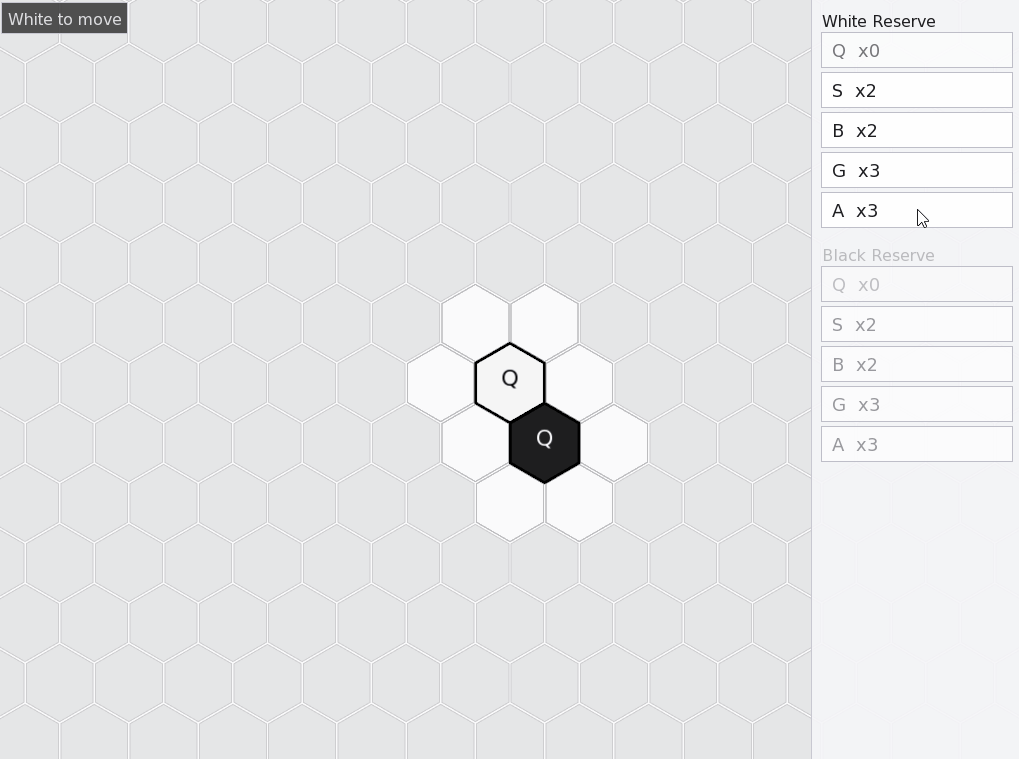 White to move
White Reserve
Q x0
S x2
B x2
G x3
A x3
Black Reserve
Q x0
S x2
B x2
G x3
A x3
Q
Q